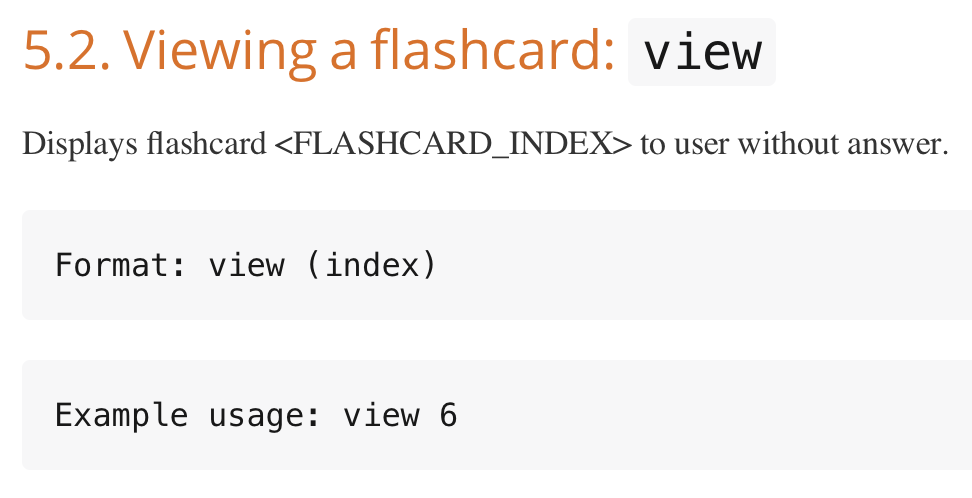 5.2. Viewing a flashcard: view
Displays flashcard <FLASHCARD_INDEX> to user without answer.
Format: view (index)
Example usage: view 6